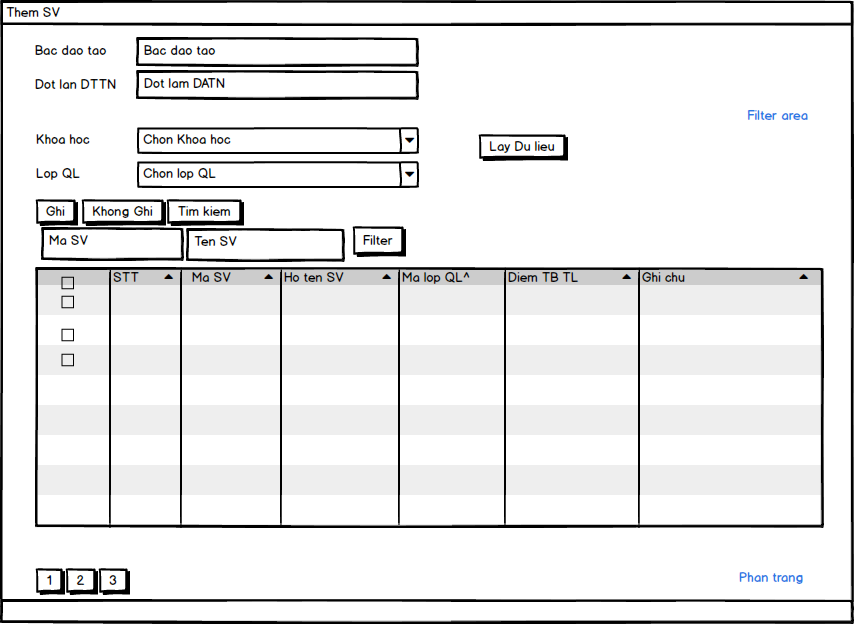 Them SV
Bac dao tao Bac dao tao
Dot lan DTTN Dot lam DATN
Filter area
Khoa hoc Chon Khoa hoc
Lay Du lieu
Lop QL Chon lop QL
Ghi Khong Ghi Tim kiem
Ma SV Ten SV Filter
STT Ma SV Ho ten SV Ma lop QL^ Diem TB TL Ghi chu
1 2 3
Phan trang